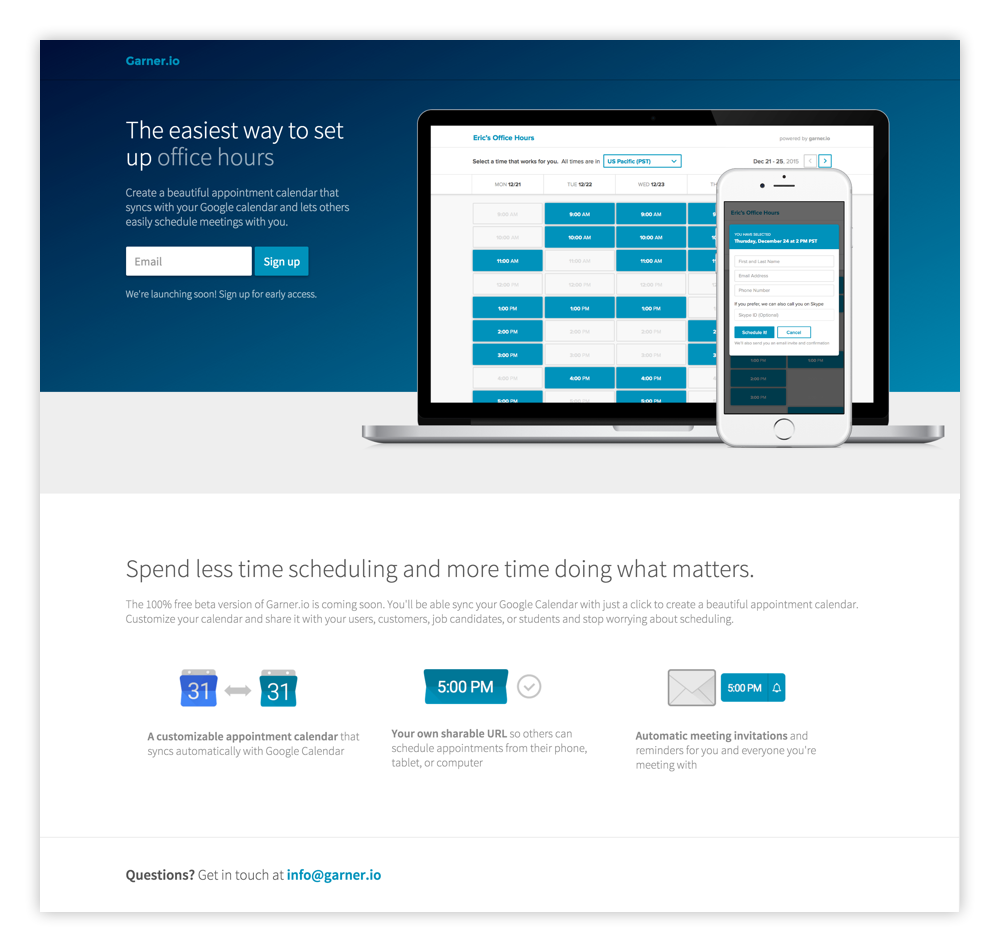 Garner.io
The easiest way to set
up office hours
Create a beautiful appointment calendar that
syncs with your Google calendar and lets others
easily schedule meetings with you.
Email
Sign up
We're launching soon! Sign up for early access.
Eric's Office Hours
powered by garner.io
Select a time that works for you. All times are in US Pacific (PST)
Dec 21 - 25, 2015
MON 12/21 TUE 12/22 WED 12/23 TH
9:00 AM 9:00 AM 9:00 AM 9
10:00 AM 10:00 AM 10:00 AM 10
11:00 AM 11:00 AM 11:00 AM
12:00 PM 12:00 PM 12:00 PM
1:00 PM 1:00 PM 1:00 PM
2:00 PM 2:00 PM 2:00 PM 2
3:00 PM 3:00 PM 3:00 PM 3
4:00 PM 4:00 PM 4:00 PM
5:00 PM 5:00 PM 5:00 PM
Eric's Office Hours
YOU HAVE SELECTED
Thursday, December 24 at 2 PM PST
First and Last Name
Email Address
Phone Number
If you prefer, we can also call you on Skype
Skype ID (Optional)
Schedule it! Cancel
We'll also send you an email invite and confirmation
1:00 PM 1:00 PM
2:00 PM
3:00 PM
Spend less time scheduling and more time doing what matters.
The 100% free beta version of Garner.io is coming soon. You'll be able sync your Google Calendar with just a click to create a beautiful appointment calendar.
Customize your calendar and share it with your users, customers, job candidates, or students and stop worrying about scheduling.
31 31
A customizable appointment calendar that
syncs automatically with Google Calendar
5:00 PM
Your own sharable URL so others can
schedule appointments from their phone,
tablet, or computer
5:00 PM
Automatic meeting invitations and
reminders for you and everyone you're
meeting with
Questions? Get in touch at info@garner.io